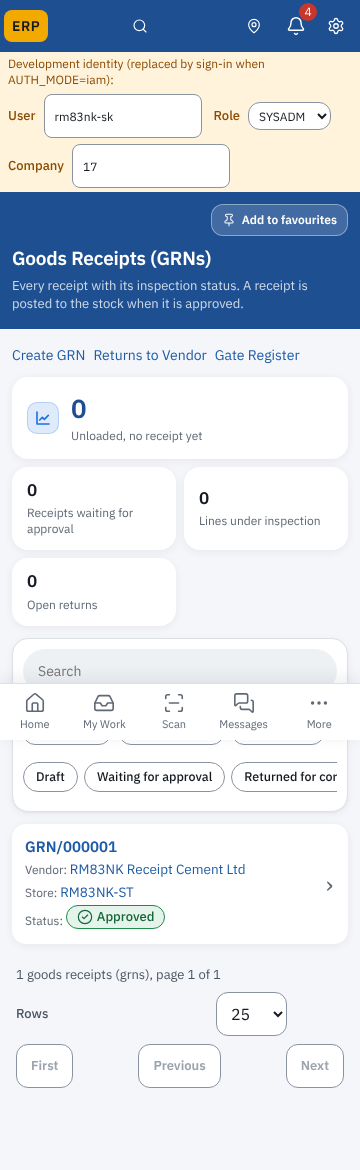 ERP
4
Development identity (replaced by sign-in when
AUTH_MODE=iam):
User rm83nk-sk Role SYSADM
Company 17
Add to favourites
Goods Receipts (GRNs)
Every receipt with its inspection status. A receipt is
posted to the stock when it is approved.
Create GRN Returns to Vendor Gate Register
0
Unloaded, no receipt yet
0
Receipts waiting for
approval
0
Lines under inspection
0
Open returns
Search
Home My Work Scan Messages More
Draft Waiting for approval Returned for cor
GRN/000001
Vendor: RM83NK Receipt Cement Ltd
Store: RM83NK-ST
Status: Approved
1 goods receipts (grns), page 1 of 1
Rows 25
First Previous Next